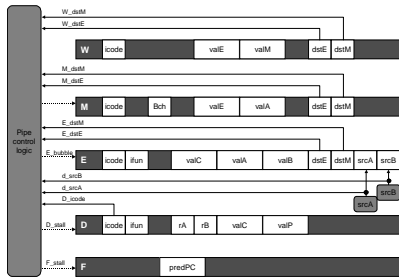 W_dstM
W_dstE
W icode valE valM dstE dstM
M_dstM
M_dstE
M icode Bch valE valA dstE dstM
E_dstM
E_dstE
Pipe
control
logic
E_bubble
E icode ifun valC valA valB dstE dstM srcA srcB
d_srcB
d_srcA
srcB
srcA
D_icode
D_stall
D icode ifun rA rB valC valP
F_stall
F predPC